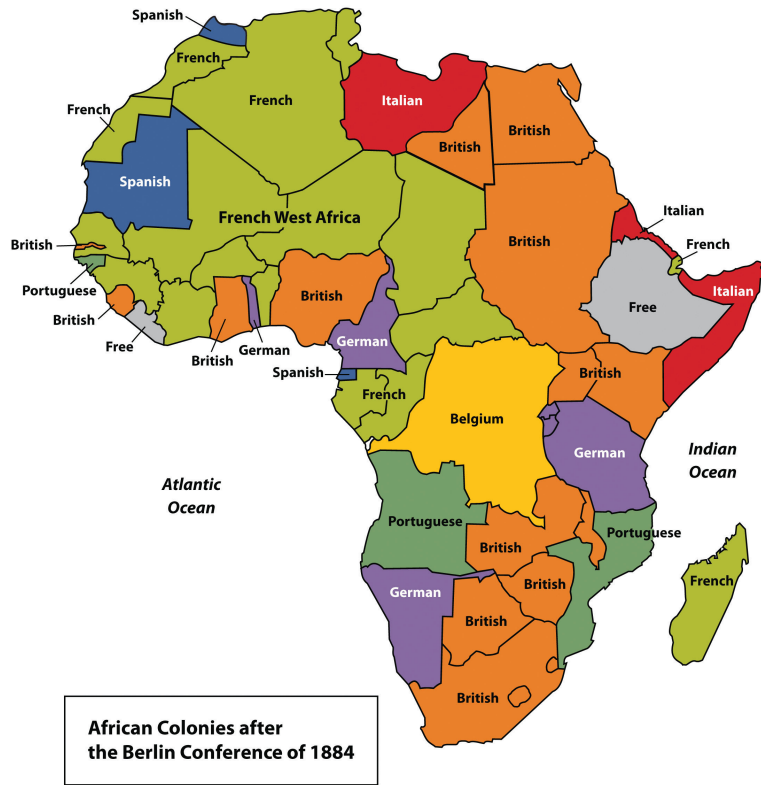 Spanish
French
French
French
Italian
British
British
Spanish
French West Africa
British
Italian
French
British
Portuguese
British
Free
British
German
British
German
Spanish
French
Free
Italian
British
Belgium
German
Indian
Ocean
Atlantic
Ocean
Portuguese
British
Portuguese
German
British
British
French
British
African Colonies after
the Berlin Conference of 1884